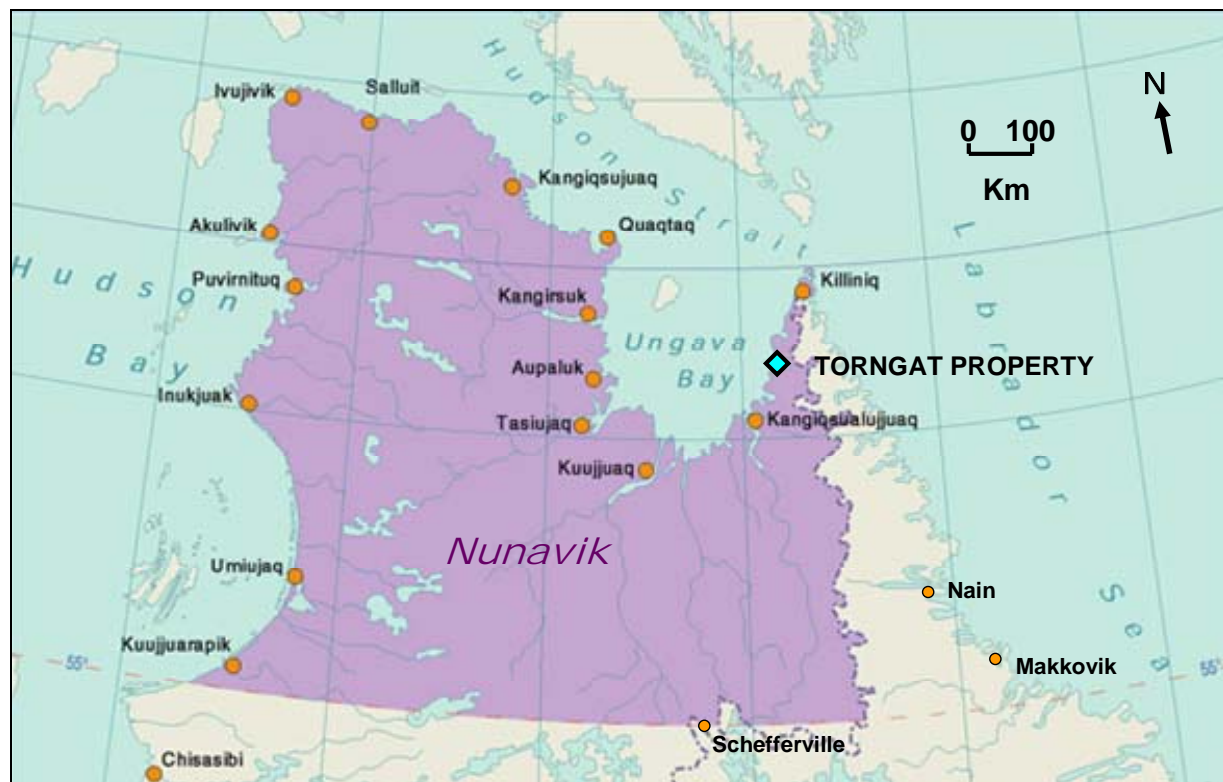 Ivujivik
Salluit
Hudson Strait
N
0 100
Km
Kangiqsujuaq
Akulivik
Quaqtaq
Labrador Sea
Hudson Bay
Puvirnituq
Killiniq
Kangirsuk
Ungava
Bay
Aupaluk
TORNGAT PROPERTY
Inukjuak
Tasiujaq
Kangiqsualujjuaq
Kuujjuaq
Nunavik
Umiujaq
Nain
Kuujjuarapik
55°
Makkovik
55°
Schefferville
Chisasibi